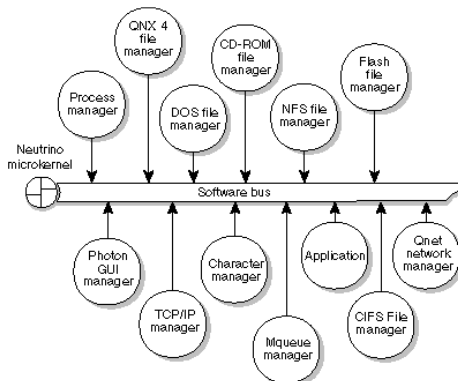 QNX 4
file
manager
CD-ROM
file
manager
Flash
file
manager
Process
manager
DOS file
manager
NFS file
manager
Neutrino
microkernel
Software bus
Photon
GUI
manager
TCP/IP
manager
Character
manager
Mqueue
manager
Application
CIFS File
manager
Qnet
network
manager